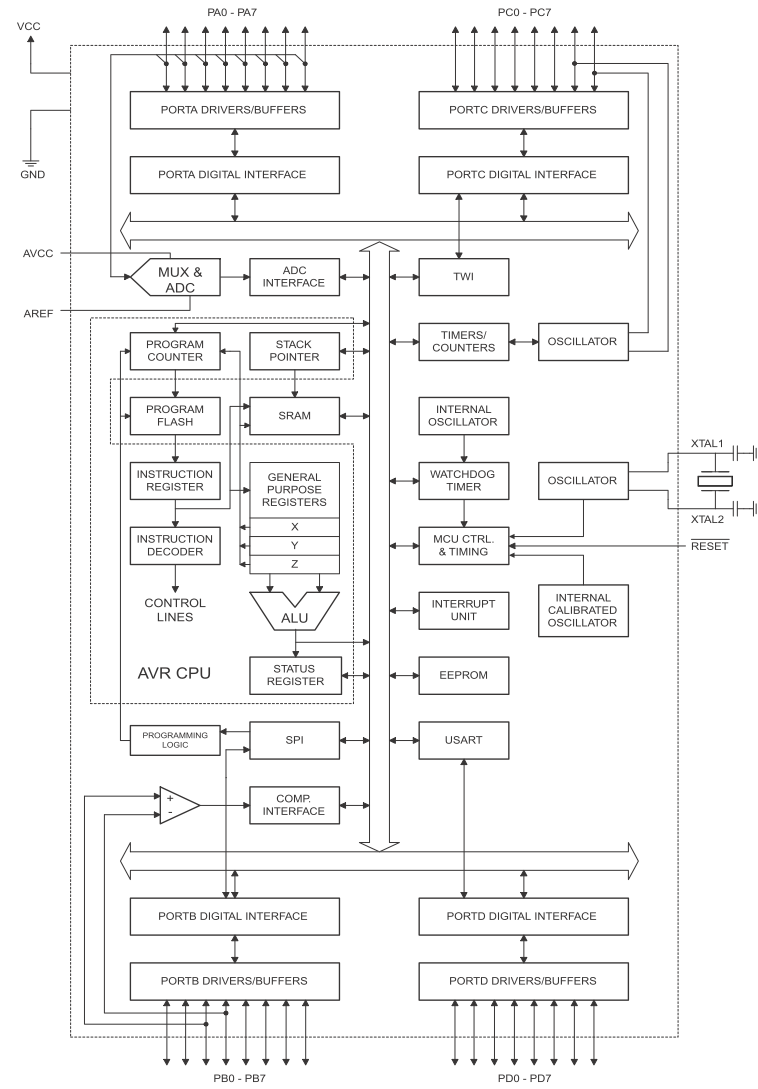 PA0 - PA7
PC0 - PC7
VCC
PORTA DRIVERS/BUFFERS
PORTC DRIVERS/BUFFERS
GND
PORTA DIGITAL INTERFACE
PORTC DIGITAL INTERFACE
AVCC
MUX &
ADC
ADC
INTERFACE
TWI
AREF
PROGRAM
COUNTER
STACK
POINTER
TIMERS/
COUNTERS
OSCILLATOR
PROGRAM
FLASH
SRAM
INTERNAL
OSCILLATOR
XTAL1
INSTRUCTION
REGISTER
GENERAL
PURPOSE
REGISTERS
WATCHDOG
TIMER
OSCILLATOR
XTAL2
X
INSTRUCTION
DECODER
Y
MCU CTRL.
& TIMING
RESET
Z
CONTROL
LINES
ALU
INTERRUPT
UNIT
INTERNAL
CALIBRATED
OSCILLATOR
AVR CPU
STATUS
REGISTER
EEPROM
PROGRAMMING
LOGIC
SPI
USART
+
-
COMP.
INTERFACE
PORTB DIGITAL INTERFACE
PORTD DIGITAL INTERFACE
PORTB DRIVERS/BUFFERS
PORTD DRIVERS/BUFFERS
PB0 - PB7
PD0 - PD7